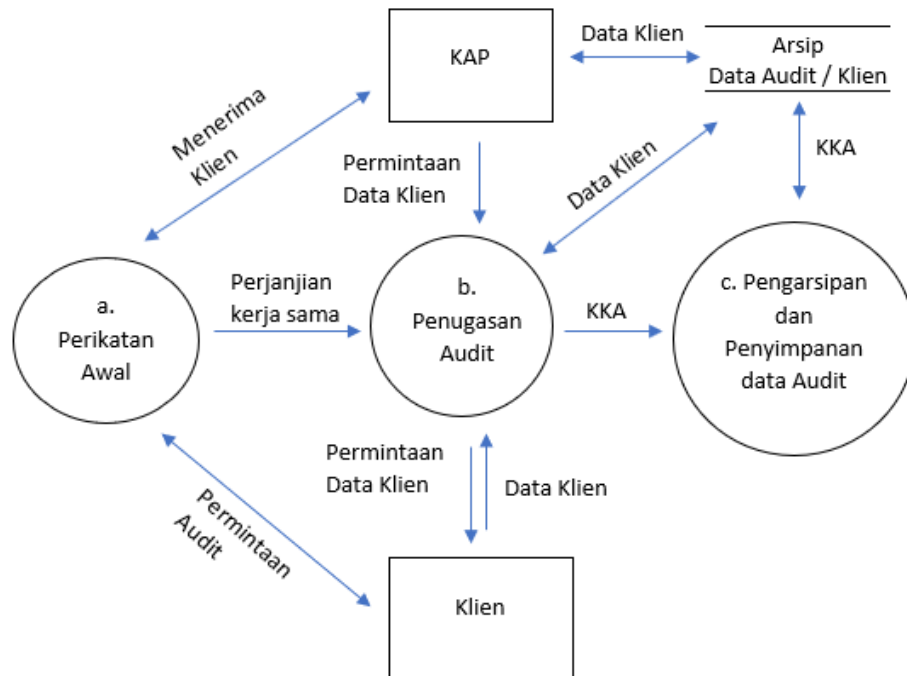 KAP
Data Klien
Arsip
Data Audit / Klien
Menerima
Klien
Permintaan
Data Klien
Data Klien
KKA
a.
Perikatan
Awal
Perjanjian
kerja sama
b.
Penugasan
Audit
KKA
c. Pengarsipan
dan
Penyimpanan
data Audit
Permintaan
Audit
Permintaan
Data Klien
Data Klien
Klien